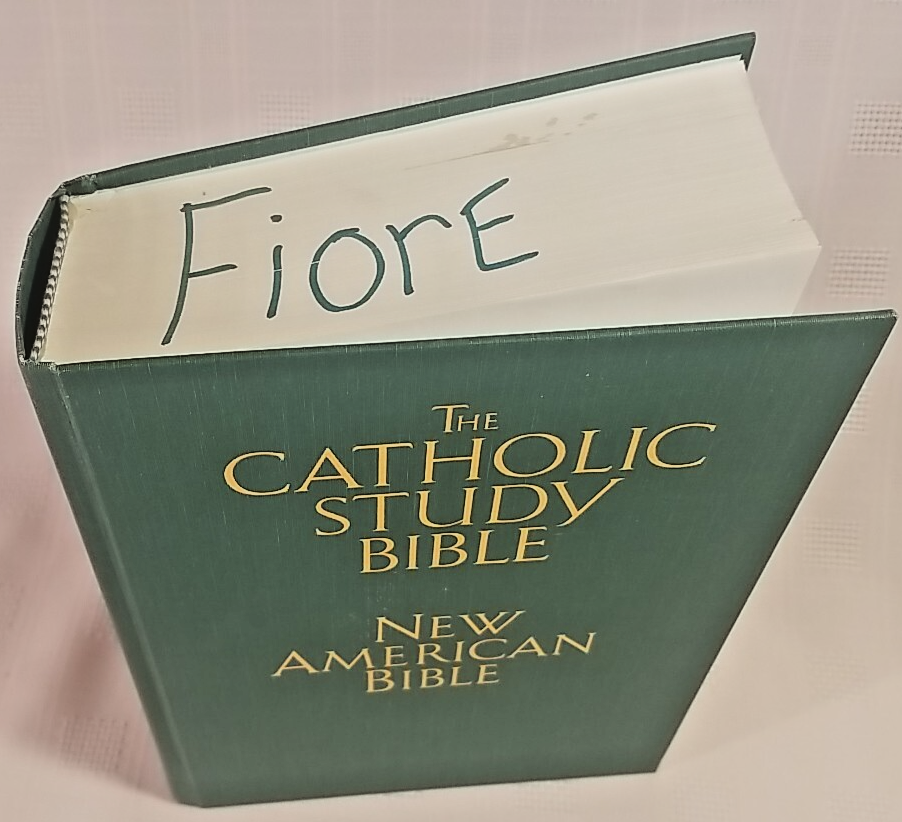 FiorE
THE
CATHOLIC
STUDY
BIBLE
NEW
AMERICAN
BIBLE